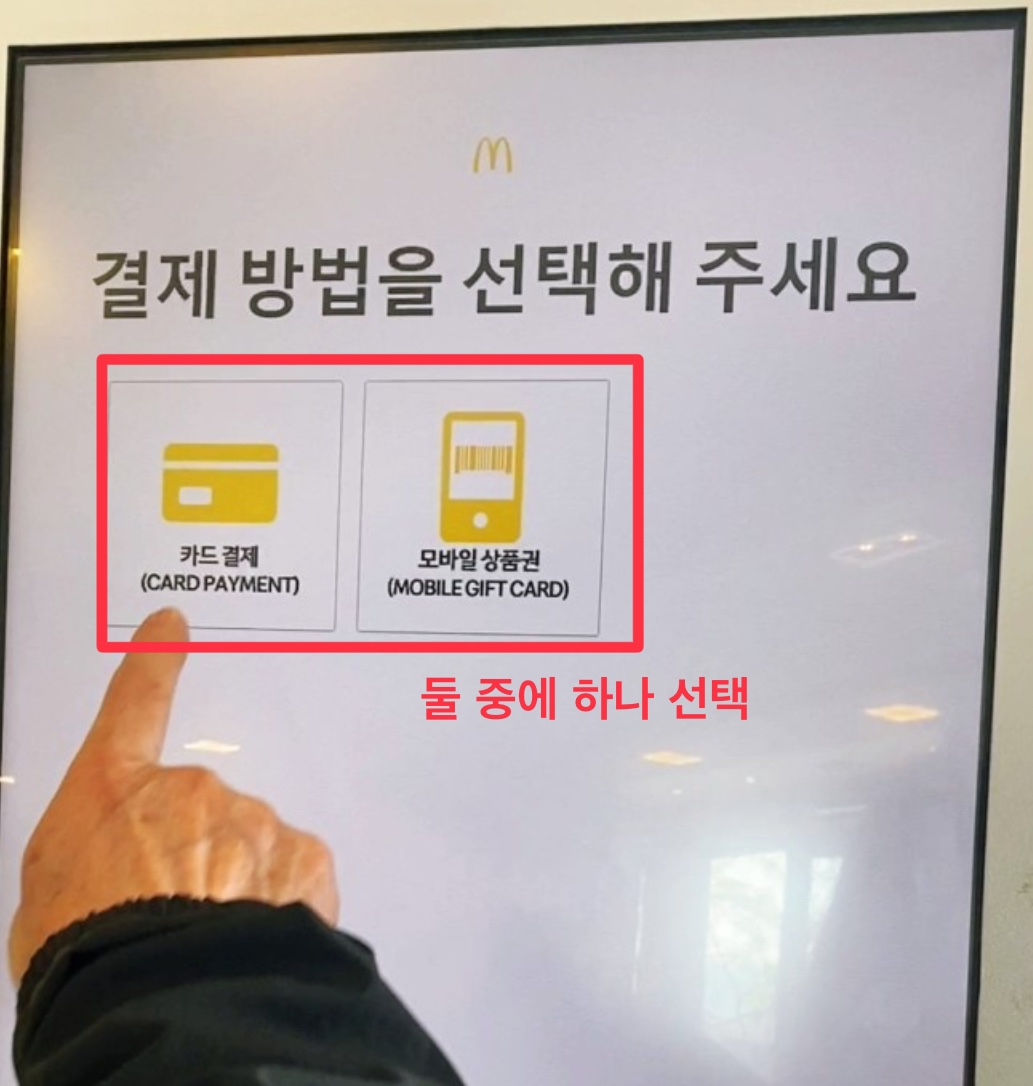 결제 방법을 선택해 주세요
카드 결제
(CARD PAYMENT)
모바일 상품권
(MOBILE GIFT CARD)
둘 중에 하나 선택